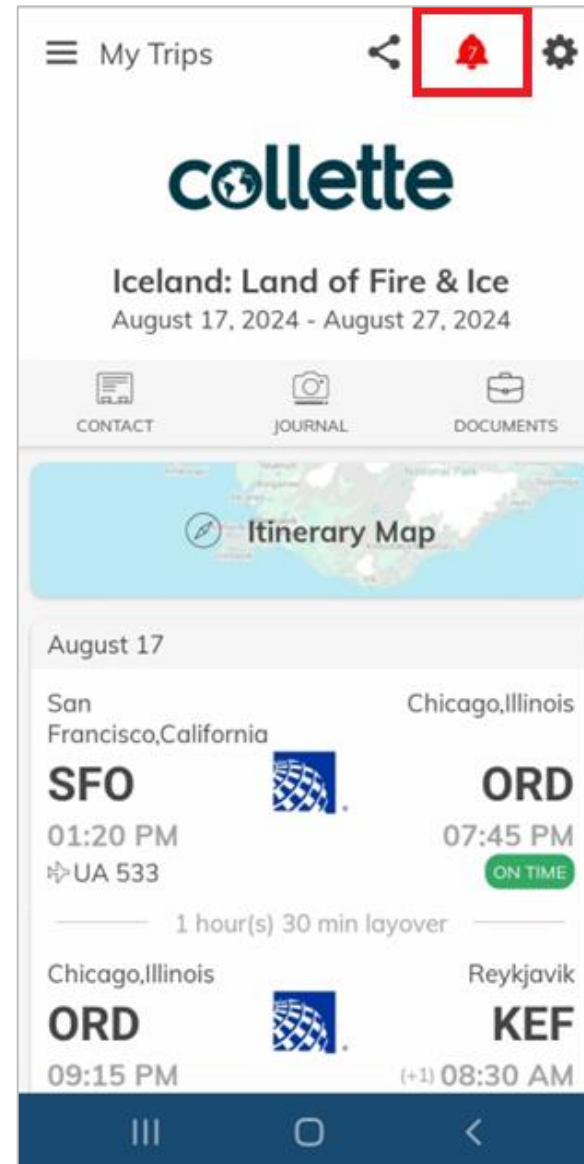 My Trips
7
collette
Iceland: Land of Fire & Ice
August 17, 2024 - August 27, 2024
CONTACT JOURNAL DOCUMENTS
Itinerary Map
August 17
San Chicago,Illinois
Francisco,California
SFO ORD
01:20 PM 07:45 PM
UA 533 ON TIME
1 hour(s) 30 min layover
Chicago,Illinois Reykjavik
ORD KEF
09:15 PM (+1) 08:30 AM